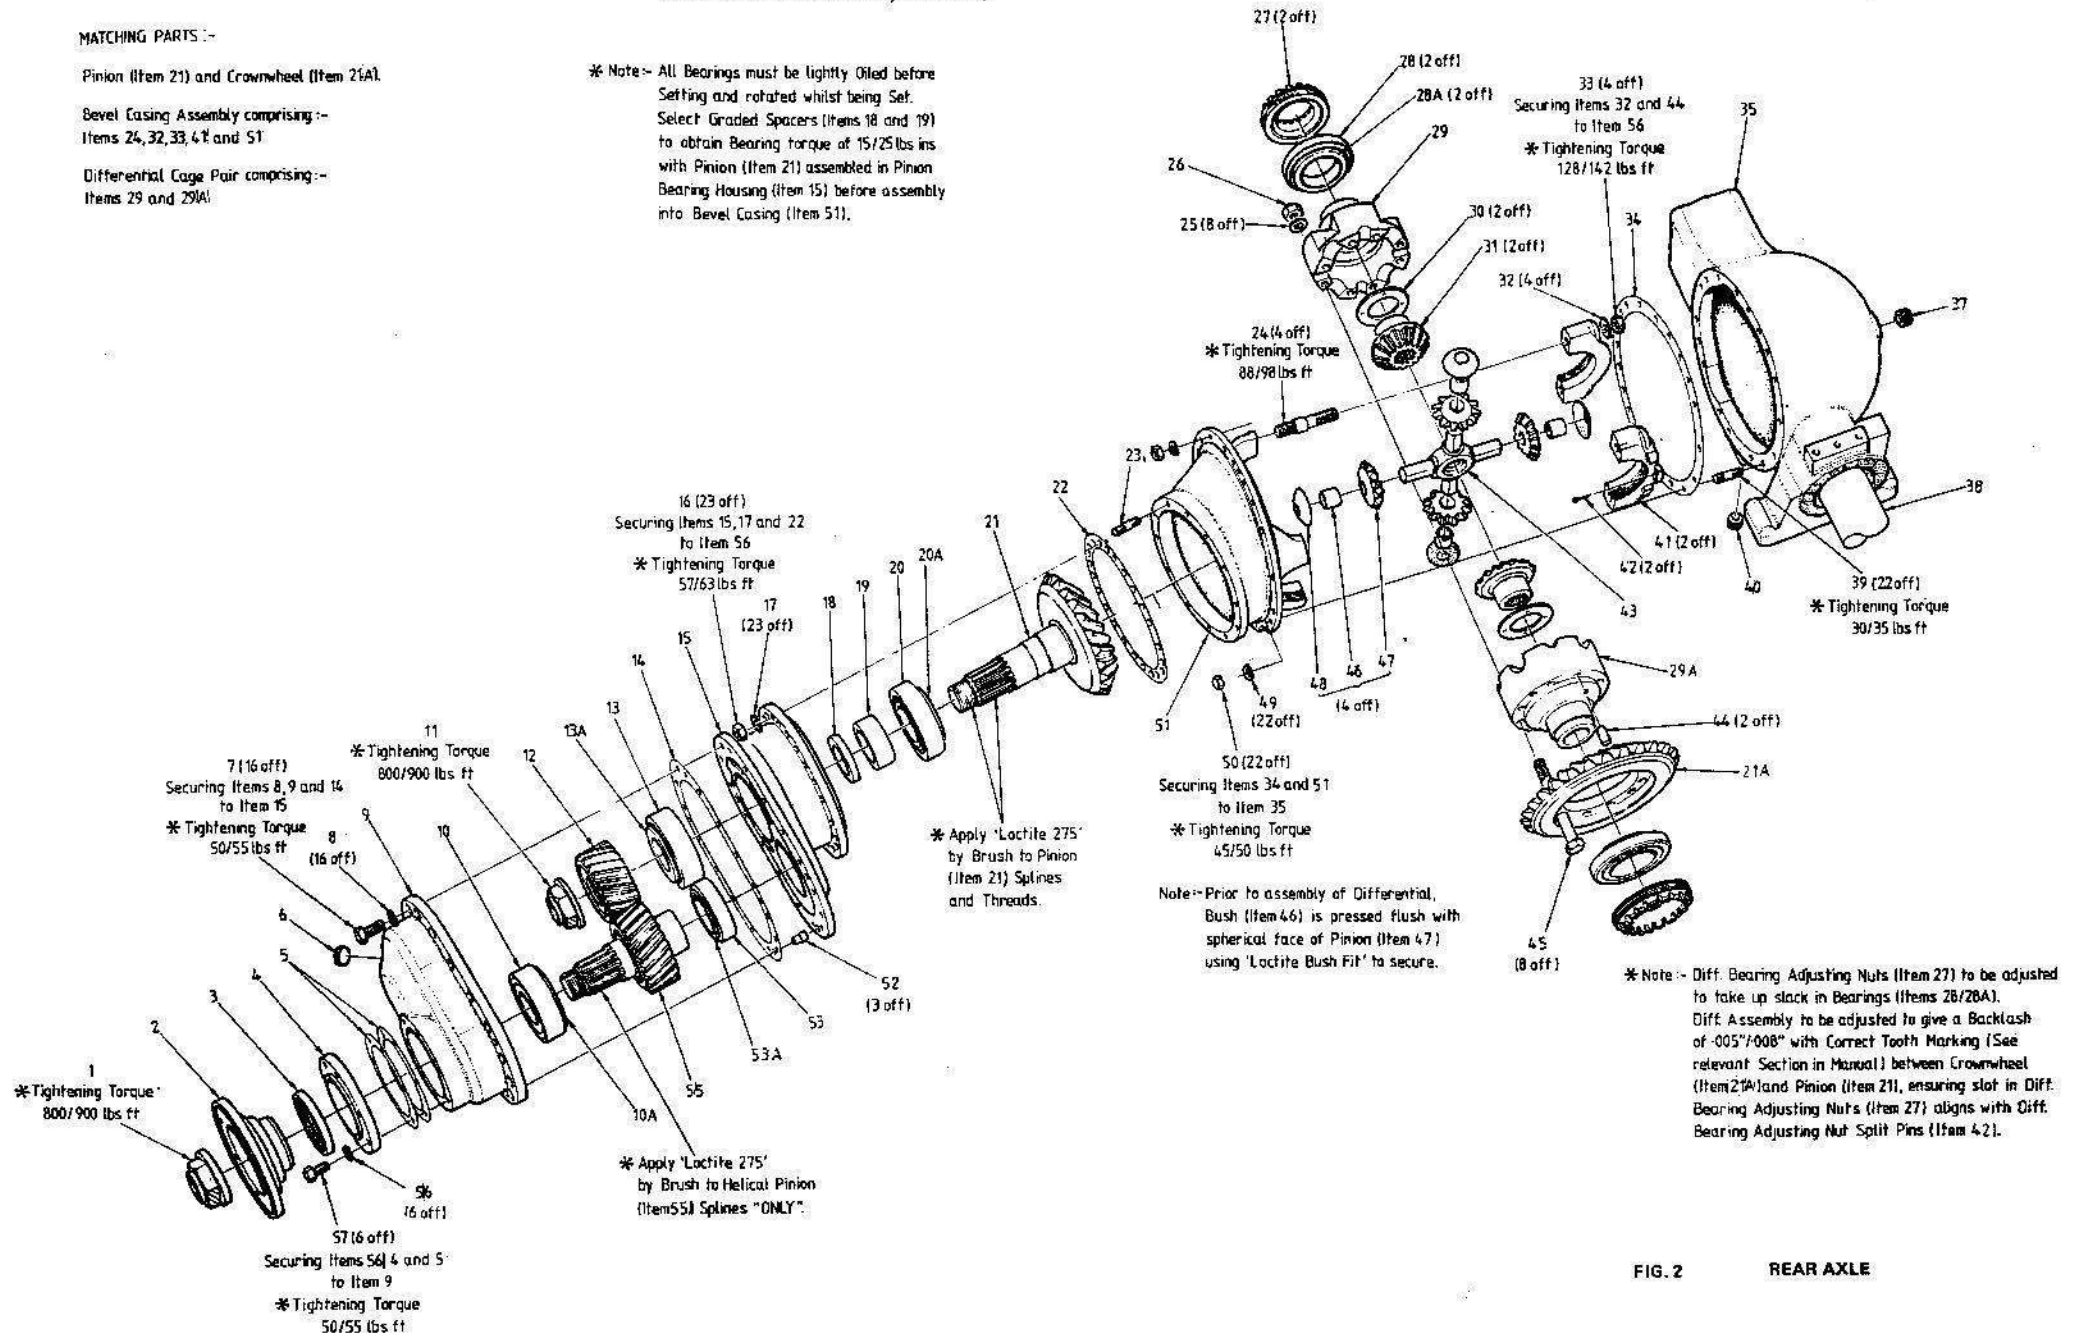 MATCHING PARTS :-
Pinion (Item 21) and Crownwheel (Item 21A).
Bevel Casing Assembly comprising :-
Items 24, 32, 33, 41 and 51
Differential Cage Pair comprising :-
Items 29 and 29A
* Note :- All Bearings must be lightly Oiled before
Setting and rotated whilst being Set.
Select Graded Spacers (Items 18 and 19)
to obtain Bearing torque of 15/25 lbs ins
with Pinion (Item 21) assembled in Pinion
Bearing Housing (Item 15) before assembly
into Bevel Casing (Item 51).
27 (2 off)
28 (2 off)
28A (2 off)
29
26
25 (8 off)
30 (2 off)
31 (2 off)
33 (4 off)
Securing Items 32 and 44
to Item 56
* Tightening Torque
128/142 lbs ft
35
34
32 (4 off)
37
24 (4 off)
* Tightening Torque
88/98 lbs ft
23
22
38
41 (2 off)
42 (2 off)
40
43
39 (22 off)
* Tightening Torque
30/35 lbs ft
16 (23 off)
Securing Items 15, 17 and 22
to Item 56
* Tightening Torque
57/63 lbs ft
17
(23 off)
21
20A
20
19
18
15
14
13
13A
12
11
* Tightening Torque
800/900 lbs ft
51
48
46
47
(4 off)
49
(22 off)
50 (22 off)
Securing Items 34 and 51
to Item 35
* Tightening Torque
45/50 lbs ft
29A
44 (2 off)
21A
45
(8 off)
7 (16 off)
Securing Items 8, 9 and 14
to Item 15
* Tightening Torque
50/55 lbs ft
8
(16 off)
9
10
6
5
4
3
2
1
* Tightening Torque
800/900 lbs ft
* Apply 'Loctite 275'
by Brush to Pinion
(Item 21) Splines
and Threads.
Note :- Prior to assembly of Differential,
Bush (Item 46) is pressed flush with
spherical face of Pinion (Item 47)
using 'Loctite Bush Fit' to secure.
52
(3 off)
53
53A
55
10A
* Apply 'Loctite 275'
by Brush to Helical Pinion
(Item 55) Splines "ONLY".
56
(6 off)
57 (6 off)
Securing Items 56, 4 and 5
to Item 9
* Tightening Torque
50/55 lbs ft
* Note :- Diff. Bearing Adjusting Nuts (Item 27) to be adjusted
to take up slack in Bearings (Items 28/28A).
Diff. Assembly to be adjusted to give a Backlash
of ·005"/·008" with Correct Tooth Marking (See
relevant Section in Manual) between Crownwheel
(Item 21A) and Pinion (Item 21), ensuring slot in Diff.
Bearing Adjusting Nuts (Item 27) aligns with Diff.
Bearing Adjusting Nut Split Pins (Item 42).
FIG. 2 REAR AXLE